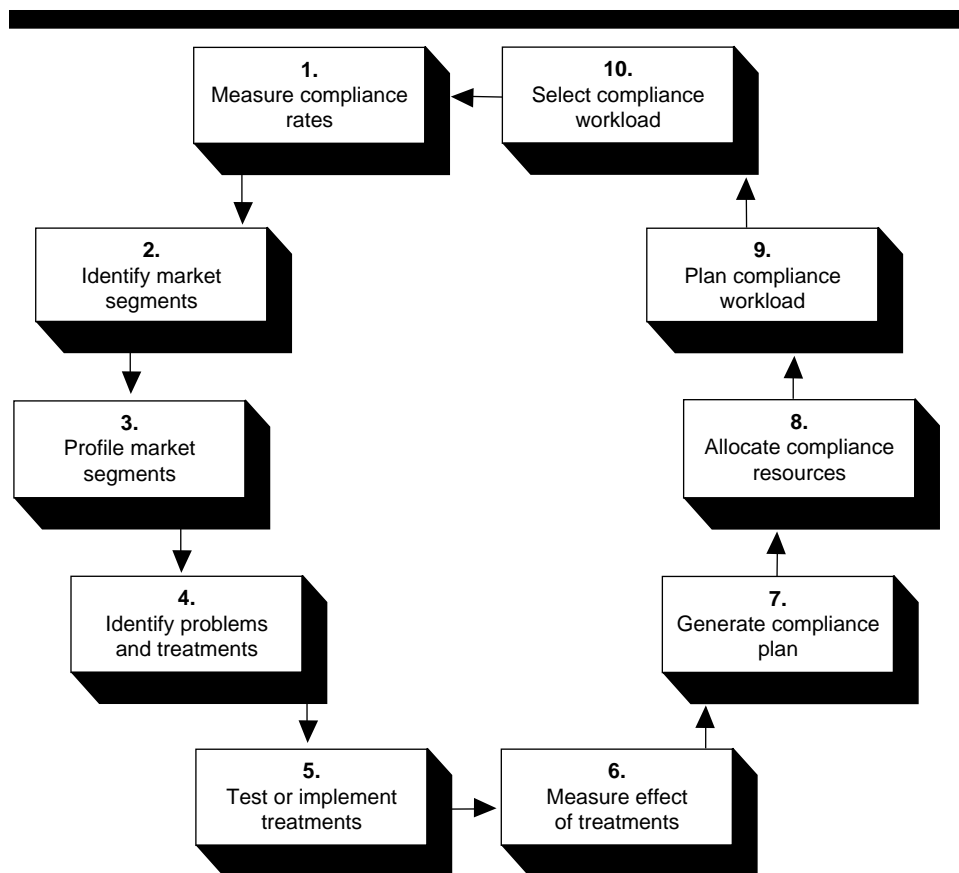 1.
Measure compliance
rates
10.
Select compliance
workload
2.
Identify market
segments
9.
Plan compliance
workload
3.
Profile market
segments
8.
Allocate compliance
resources
4.
Identify problems
and treatments
7.
Generate compliance
plan
5.
Test or implement
treatments
6.
Measure effect
of treatments